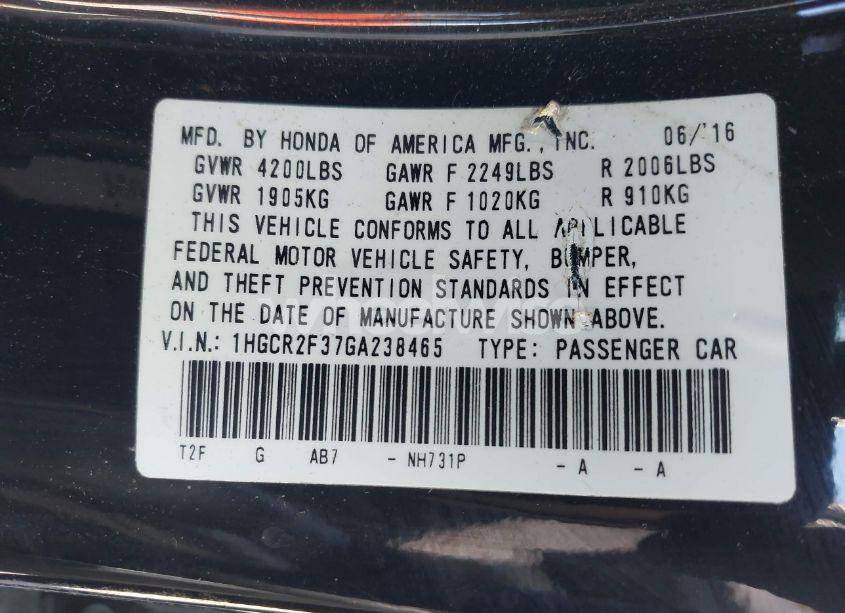 MFD. BY HONDA OF AMERICA MFG., INC. 06/'16
GVWR 4200LBS GAWR F 2249LBS R 2006LBS
GVWR 1905KG GAWR F 1020KG R 910KG
THIS VEHICLE CONFORMS TO ALL APPLICABLE
FEDERAL MOTOR VEHICLE SAFETY, BUMPER,
AND THEFT PREVENTION STANDARDS IN EFFECT
ON THE DATE OF MANUFACTURE SHOWN ABOVE.
V.I.N.: 1HGCR2F37GA238465 TYPE: PASSENGER CAR
T2F G AB7 - NH731P - A - A